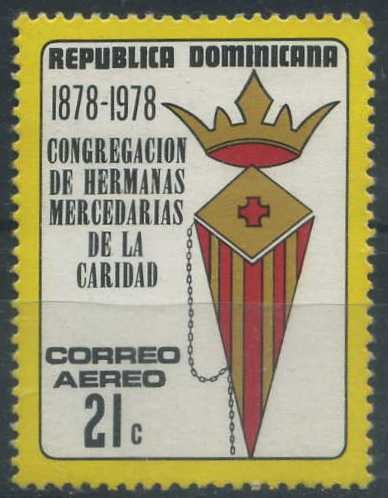 REPUBLICA DOMINICANA
1878-1978
CONGREGACION
DE HERMANAS
MERCEDARIAS
DE LA
CARIDAD
CORREO
AEREO
21c